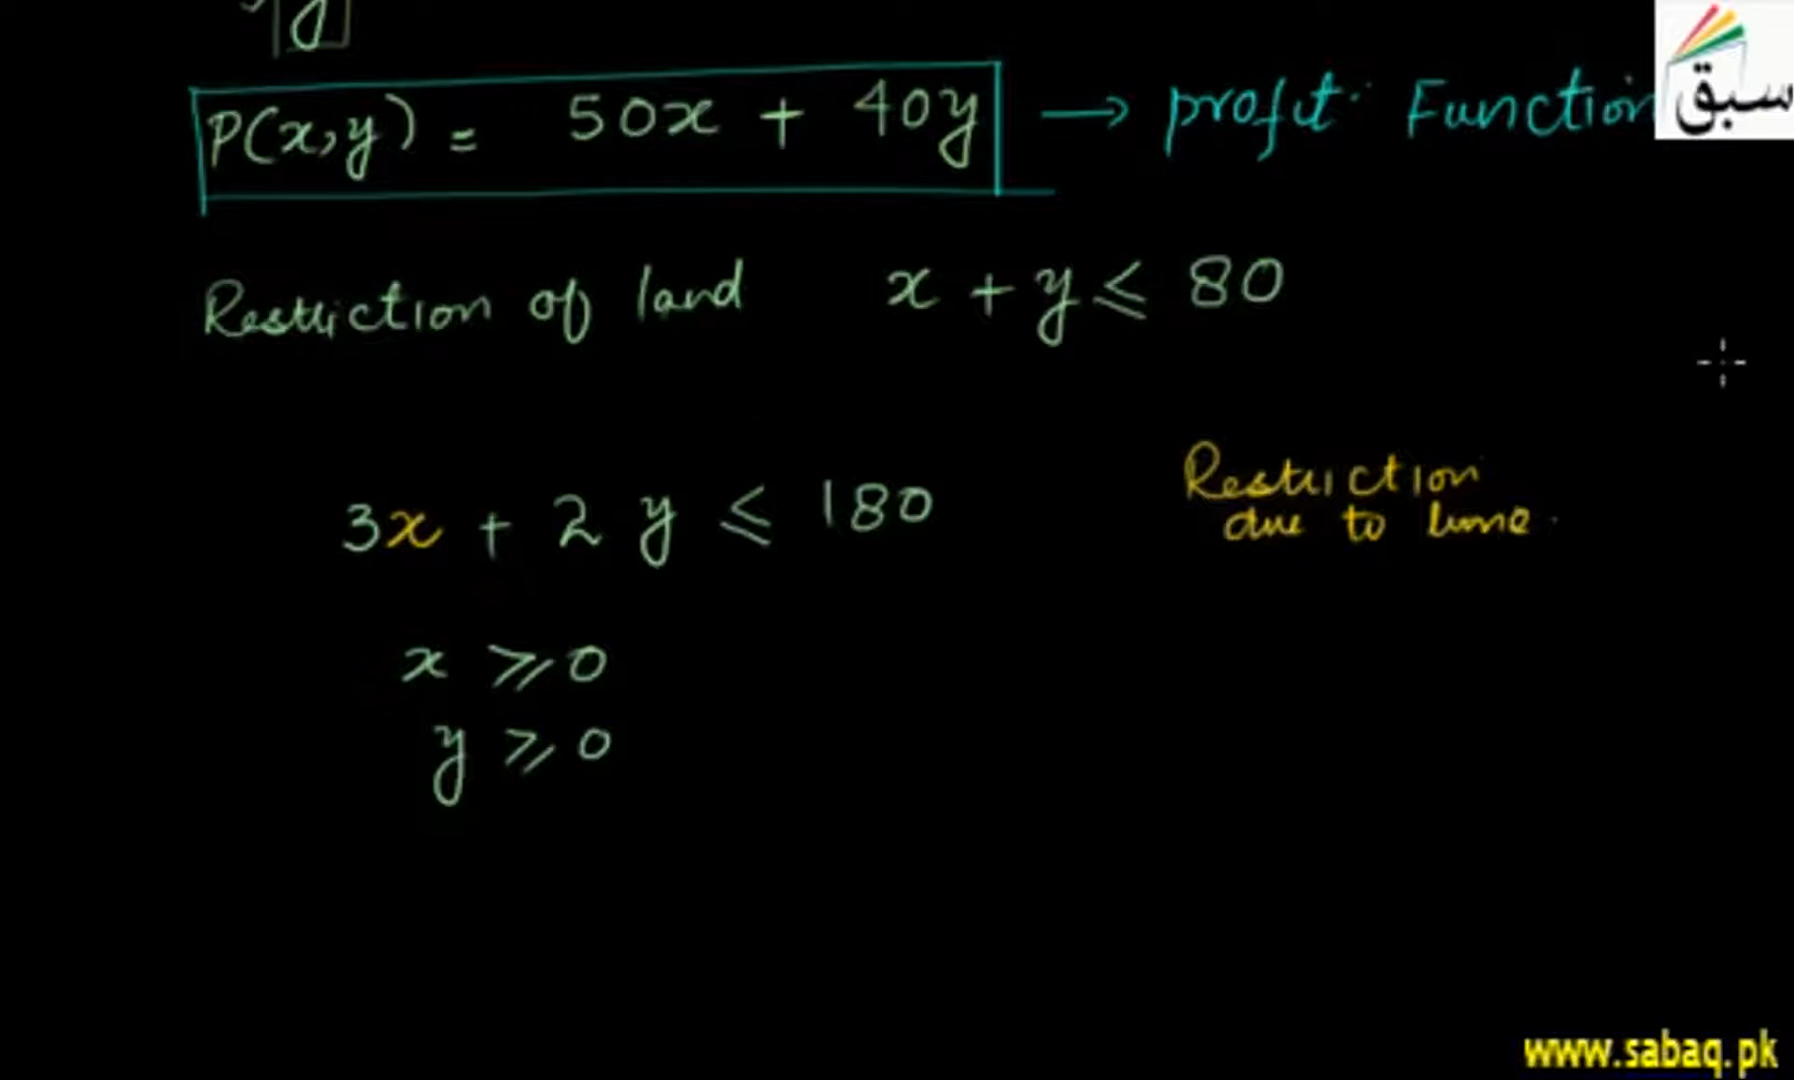 y
P(x,y) = 50x + 40y → profit Function
سبق
Restriction of land x + y ⩽ 80
3x + 2y ⩽ 180
Restriction
due to time.
x ⩾ 0
y ⩾ 0
www.sabaq.pk